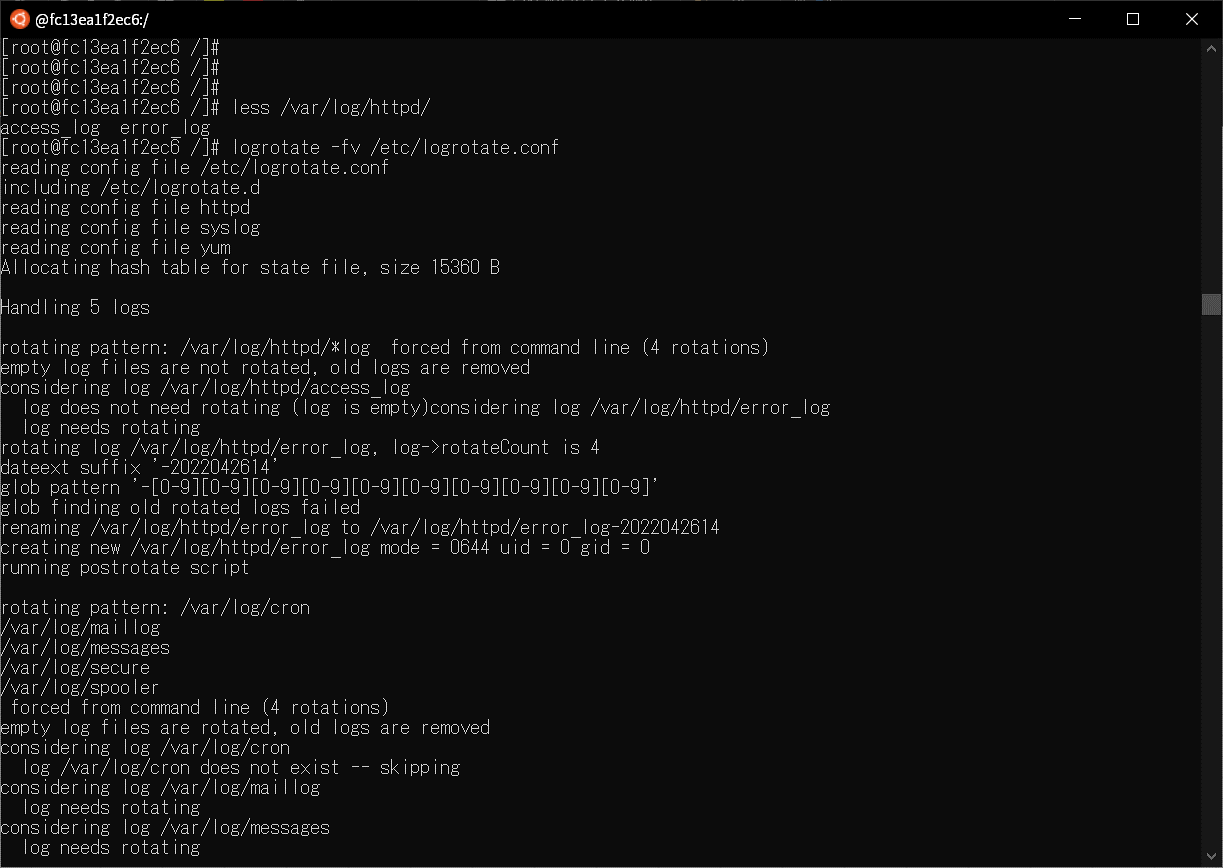 @fc13ea1f2ec6:/
[root@fc13ea1f2ec6 /]#
[root@fc13ea1f2ec6 /]#
[root@fc13ea1f2ec6 /]#
[root@fc13ea1f2ec6 /]# less /var/log/httpd/
access_log  error_log
[root@fc13ea1f2ec6 /]# logrotate -fv /etc/logrotate.conf
reading config file /etc/logrotate.conf
including /etc/logrotate.d
reading config file httpd
reading config file syslog
reading config file yum
Allocating hash table for state file, size 15360 B

Handling 5 logs

rotating pattern: /var/log/httpd/*log  forced from command line (4 rotations)
empty log files are not rotated, old logs are removed
considering log /var/log/httpd/access_log
  log does not need rotating (log is empty)considering log /var/log/httpd/error_log
  log needs rotating
rotating log /var/log/httpd/error_log, log->rotateCount is 4
dateext suffix '-2022042614'
glob pattern '-[0-9][0-9][0-9][0-9][0-9][0-9][0-9][0-9][0-9][0-9]'
glob finding old rotated logs failed
renaming /var/log/httpd/error_log to /var/log/httpd/error_log-2022042614
creating new /var/log/httpd/error_log mode = 0644 uid = 0 gid = 0
running postrotate script

rotating pattern: /var/log/cron
/var/log/maillog
/var/log/messages
/var/log/secure
/var/log/spooler
 forced from command line (4 rotations)
empty log files are rotated, old logs are removed
considering log /var/log/cron
  log /var/log/cron does not exist -- skipping
considering log /var/log/maillog
  log needs rotating
considering log /var/log/messages
  log needs rotating